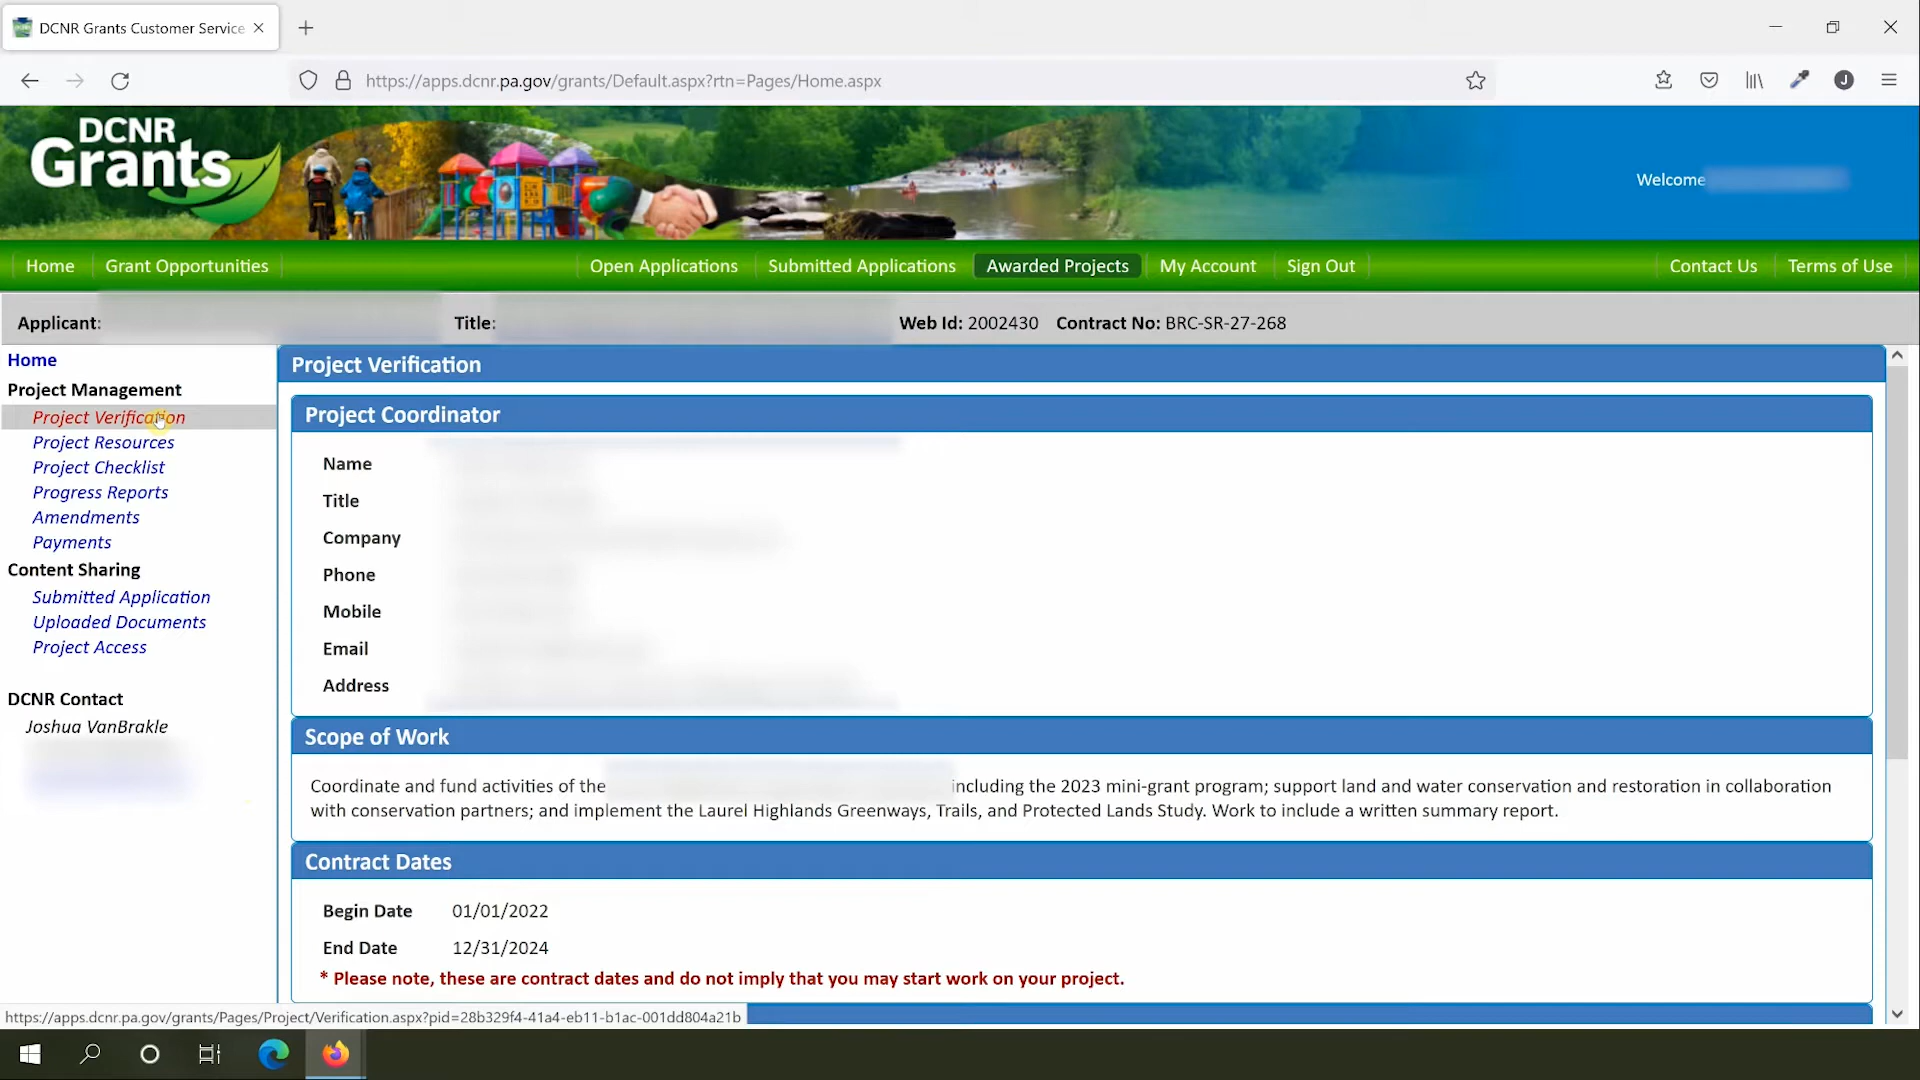 DCNR Grants Customer Service
https://apps.dcnr.pa.gov/grants/Default.aspx?rtn=Pages/Home.aspx
J
DCNR
Grants
Welcome
Home
Grant Opportunities
Open Applications
Submitted Applications
Awarded Projects
My Account
Sign Out
Contact Us
Terms of Use
Applicant:
Title:
Web Id: 2002430
Contract No: BRC-SR-27-268
Home
Project Management
Project Verification
Project Resources
Project Checklist
Progress Reports
Amendments
Payments
Content Sharing
Submitted Application
Uploaded Documents
Project Access
DCNR Contact
Joshua VanBrakle
Project Verification
Project Coordinator
Name
Title
Company
Phone
Mobile
Email
Address
Scope of Work
Coordinate and fund activities of the including the 2023 mini-grant program; support land and water conservation and restoration in collaboration
with conservation partners; and implement the Laurel Highlands Greenways, Trails, and Protected Lands Study. Work to include a written summary report.
Contract Dates
Begin Date 01/01/2022
End Date 12/31/2024
* Please note, these are contract dates and do not imply that you may start work on your project.
https://apps.dcnr.pa.gov/grants/Pages/Project/Verification.aspx?pid=28b329f4-41a4-eb11-b1ac-001dd804a21b